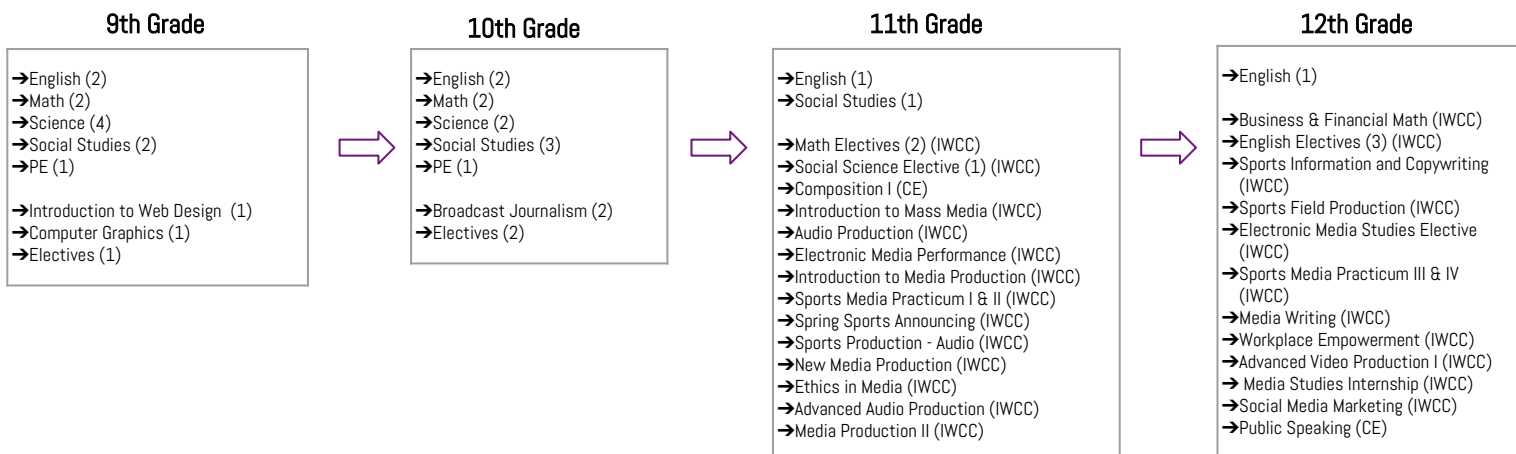 9th Grade
➔English (2)
➔Math (2)
➔Science (4)
➔Social Studies (2)
➔PE (1)
➔Introduction to Web Design (1)
➔Computer Graphics (1)
➔Electives (1)
10th Grade
➔English (2)
➔Math (2)
➔Science (2)
➔Social Studies (3)
➔PE (1)
➔Broadcast Journalism (2)
➔Electives (2)
11th Grade
➔English (1)
➔Social Studies (1)
➔Math Electives (2) (IWCC)
➔Social Science Elective (1) (IWCC)
➔Composition I (CE)
➔Introduction to Mass Media (IWCC)
➔Audio Production (IWCC)
➔Electronic Media Performance (IWCC)
➔Introduction to Media Production (IWCC)
➔Sports Media Practicum I & II (IWCC)
➔Spring Sports Announcing (IWCC)
➔Sports Production - Audio (IWCC)
➔New Media Production (IWCC)
➔Ethics in Media (IWCC)
➔Advanced Audio Production (IWCC)
➔Media Production II (IWCC)
12th Grade
➔English (1)
➔Business & Financial Math (IWCC)
➔English Electives (3) (IWCC)
➔Sports Information and Copywriting
(IWCC)
➔Sports Field Production (IWCC)
➔Electronic Media Studies Elective
(IWCC)
➔Sports Media Practicum III & IV
(IWCC)
➔Media Writing (IWCC)
➔Workplace Empowerment (IWCC)
➔Advanced Video Production I (IWCC)
➔ Media Studies Internship (IWCC)
➔Social Media Marketing (IWCC)
➔Public Speaking (CE)